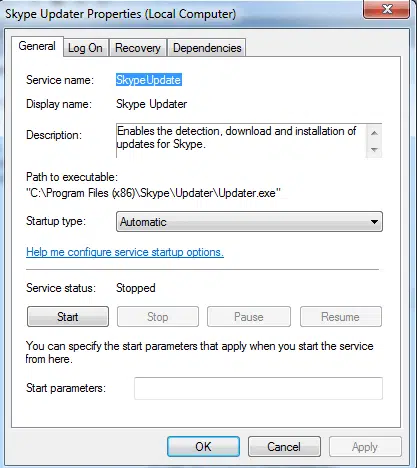 Skype Updater Properties (Local Computer)
General Log On Recovery Dependencies
Service name: SkypeUpdate
Display name: Skype Updater
Description: Enables the detection, download and installation of
updates for Skype.
Path to executable:
"C:\Program Files (x86)\Skype\Updater\Updater.exe"
Startup type: Automatic
Help me configure service startup options.
Service status: Stopped
Start Stop Pause Resume
You can specify the start parameters that apply when you start the service
from here.
Start parameters:
OK Cancel Apply